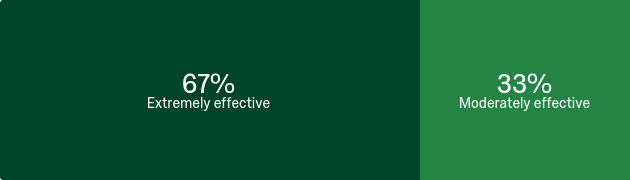 67%
Extremely effective
33%
Moderately effective